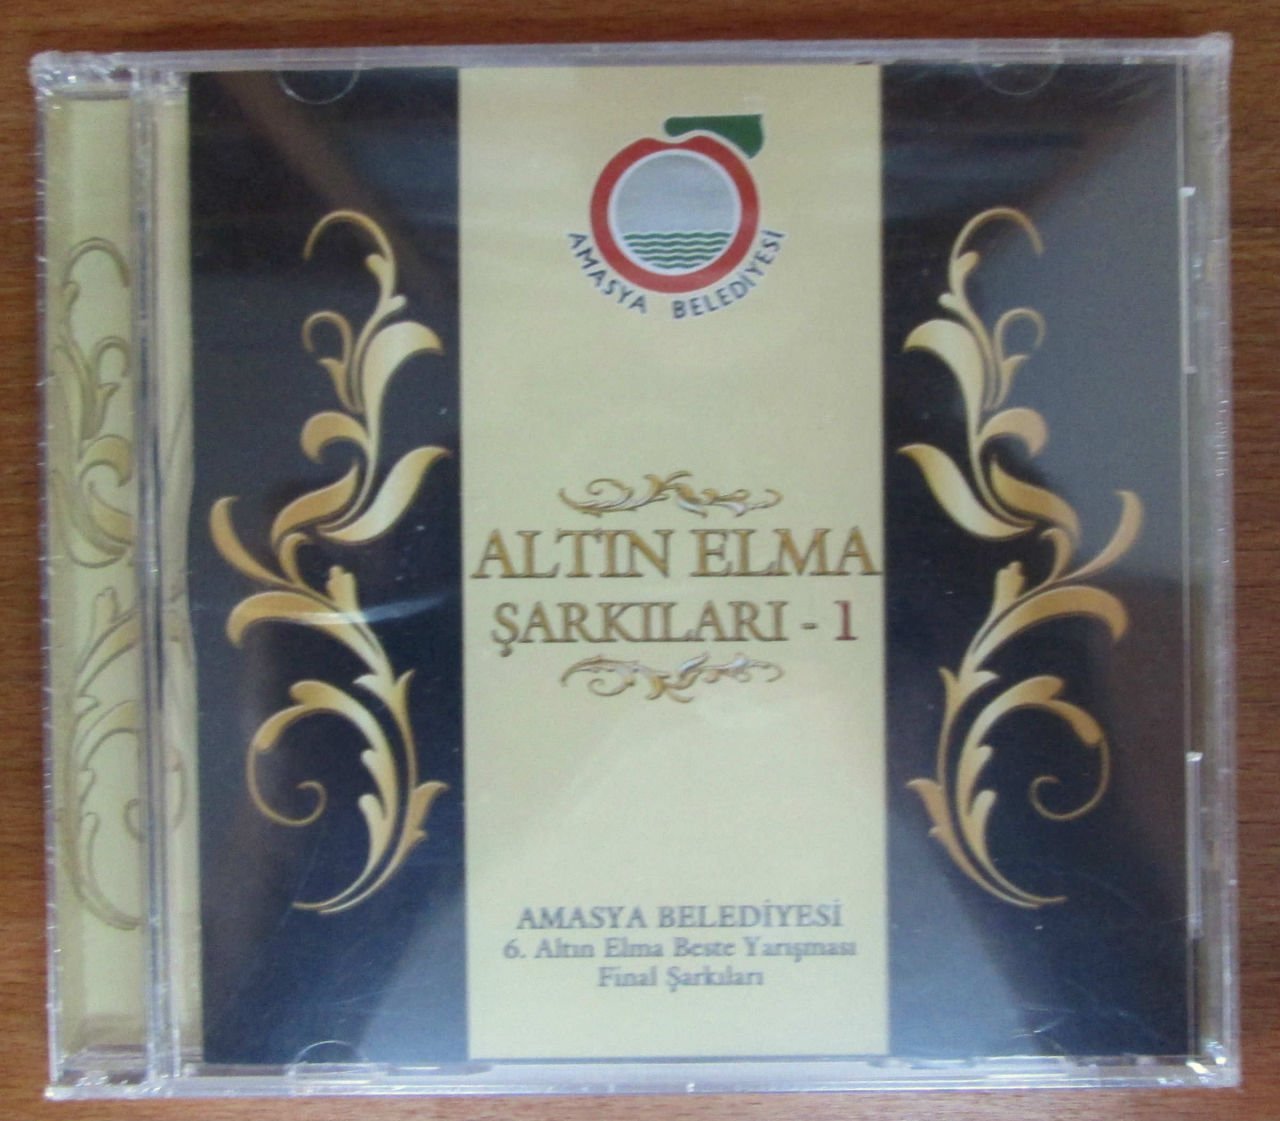 AMASYA BELEDİYESİ
ALTIN ELMA
ŞARKILARI - 1
AMASYA BELEDİYESİ
6. Altın Elma Beste Yarışması
Final Şarkıları